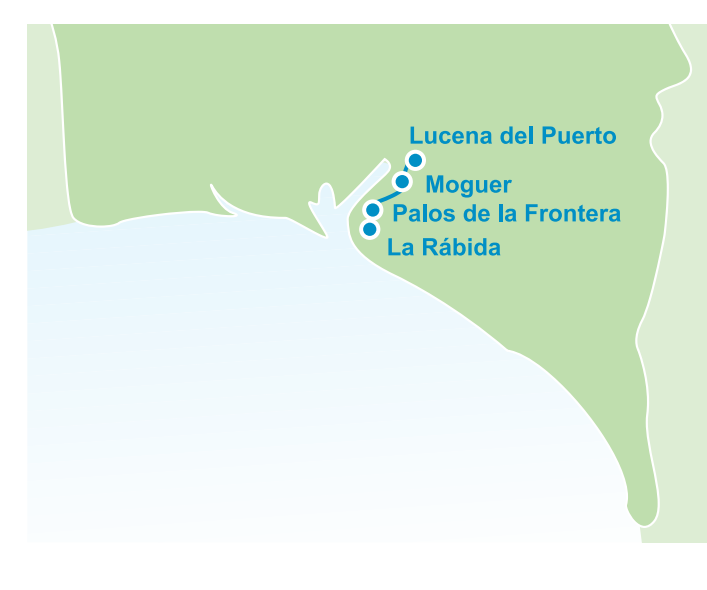 Lucena del Puerto
Moguer
Palos de la Frontera
La Rábida